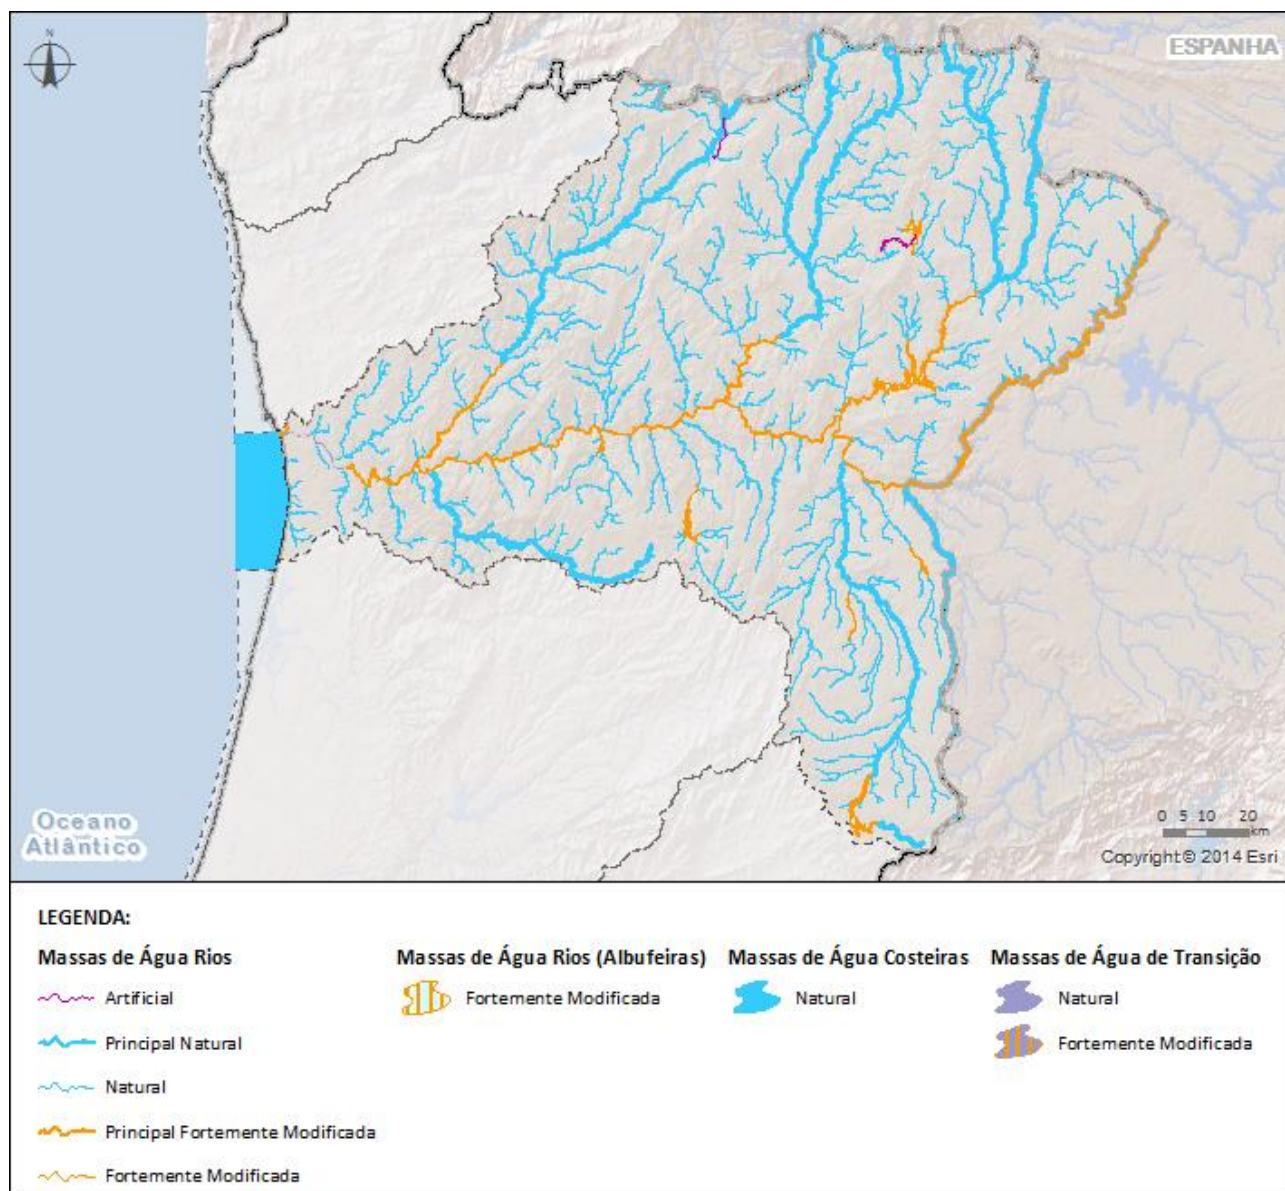 N
ESPANHA
Oceano
Atlântico
0 5 10 20
km
Copyright© 2014 Esri
LEGENDA:
Massas de Água Rios
Artificial
Principal Natural
Natural
Principal Fortemente Modificada
Fortemente Modificada
Massas de Água Rios (Albufeiras)
Fortemente Modificada
Massas de Água Costeiras
Natural
Massas de Água de Transição
Natural
Fortemente Modificada